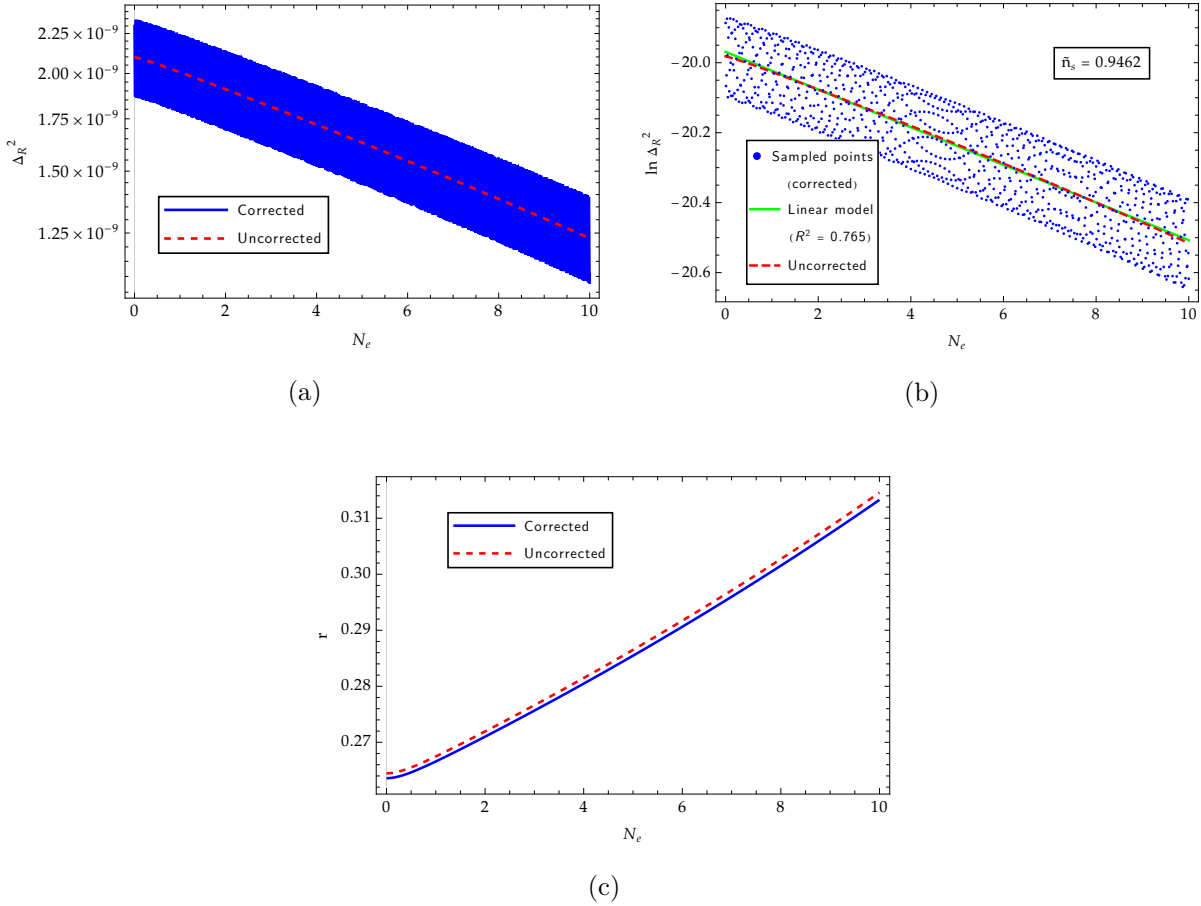 2.25×10⁻⁹
2.00×10⁻⁹
1.75×10⁻⁹
1.50×10⁻⁹
1.25×10⁻⁹
Δ_R²
Corrected
Uncorrected
0 2 4 6 8 10
N_e
(a)
−20.0
−20.2
−20.4
−20.6
ln Δ_R²
ñ_s = 0.9462
Sampled points
(corrected)
Linear model
(R² = 0.765)
Uncorrected
0 2 4 6 8 10
N_e
(b)
0.31
0.30
0.29
0.28
0.27
r
Corrected
Uncorrected
0 2 4 6 8 10
N_e
(c)